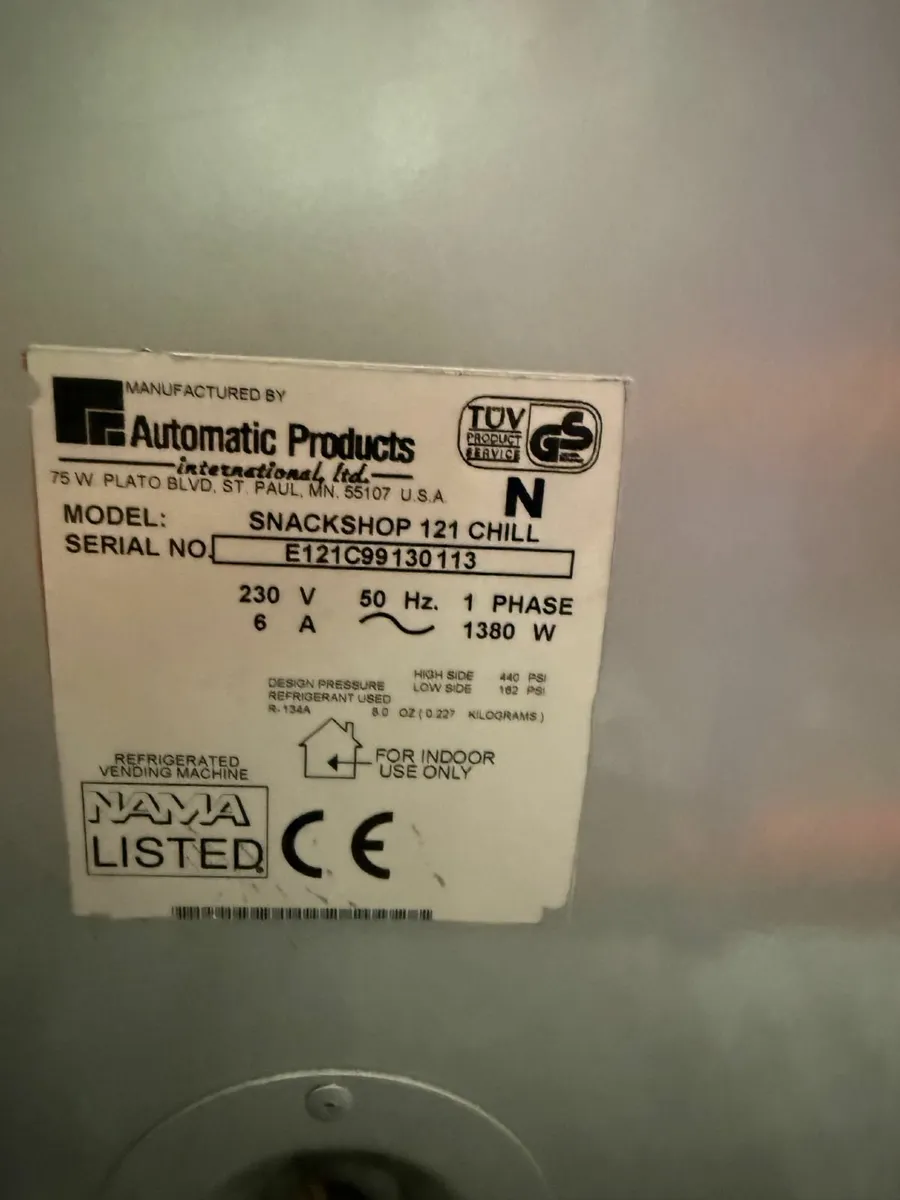 MANUFACTURED BY
Automatic Products
international, ltd.
75 W. PLATO BLVD, ST. PAUL, MN. 55107 U.S.A.
TÜV
PRODUCT
SERVICE
GS
N
MODEL: SNACKSHOP 121 CHILL
SERIAL NO. E121C99130113
230 V 50 Hz. 1 PHASE
6 A 1380 W
DESIGN PRESSURE HIGH SIDE 440 PSI
LOW SIDE 162 PSI
REFRIGERANT USED
R-134A 8.0 OZ ( 0.227 KILOGRAMS )
FOR INDOOR
USE ONLY
REFRIGERATED
VENDING MACHINE
NAMA
LISTED
CE